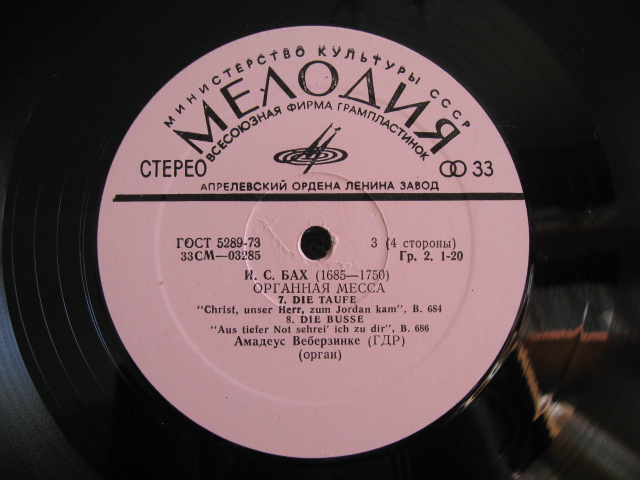 МИНИСТЕРСТВО КУЛЬТУРЫ СССР
МЕЛОДИЯ
ВСЕСОЮЗНАЯ ФИРМА ГРАМПЛАСТИНОК
СТЕРЕО 33
АПРЕЛЕВСКИЙ ОРДЕНА ЛЕНИНА ЗАВОД
ГОСТ 5289-73 3 (4 стороны)
33СМ—03285 Гр. 2. 1-20
И. С. БАХ (1685—1750)
ОРГАННАЯ МЕССА
7. DIE TAUFE
"Christ, unser Herr, zum Jordan kam", B. 684
8. DIE BUSSE
"Aus tiefer Not sehrei' ich zu dir", B. 686
Амадеус Веберзинке (ГДР)
(орган)